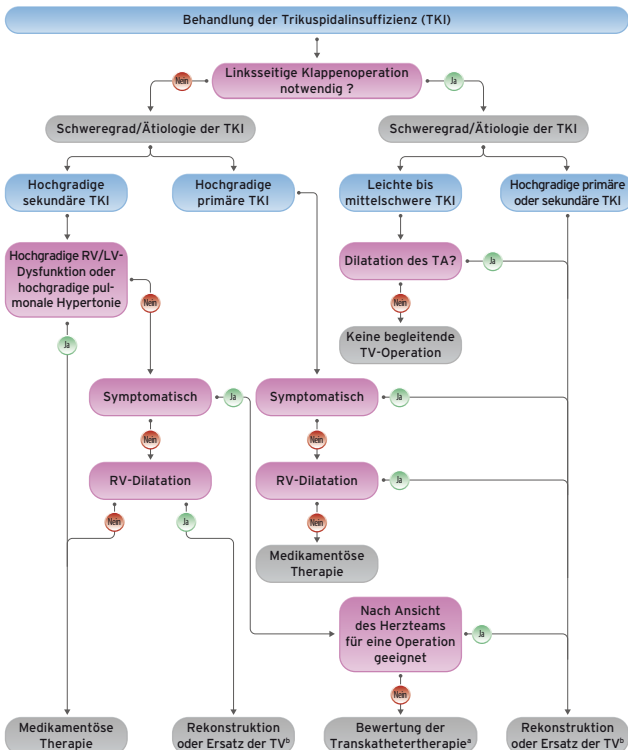 Behandlung der Trikuspidalinsuffizienz (TKI)
Linksseitige Klappenoperation
notwendig ?
Nein
Ja
Schweregrad/Ätiologie der TKI
Schweregrad/Ätiologie der TKI
Hochgradige
sekundäre TKI
Hochgradige
primäre TKI
Leichte bis
mittelschwere TKI
Hochgradige primäre
oder sekundäre TKI
Hochgradige RV/LV-
Dysfunktion oder
hochgradige pul-
monale Hypertonie
Nein
Ja
Dilatation des TA?
Ja
Nein
Keine begleitende
TV-Operation
Symptomatisch
Ja
Nein
Symptomatisch
Ja
Nein
RV-Dilatation
Nein
Ja
RV-Dilatation
Ja
Nein
Medikamentöse
Therapie
Nach Ansicht
des Herzteams
für eine Operation
geeignet
Ja
Nein
Medikamentöse
Therapie
Rekonstruktion
oder Ersatz der TVᵇ
Bewertung der
Transkathetertherapieᵃ
Rekonstruktion
oder Ersatz der TVᵇ